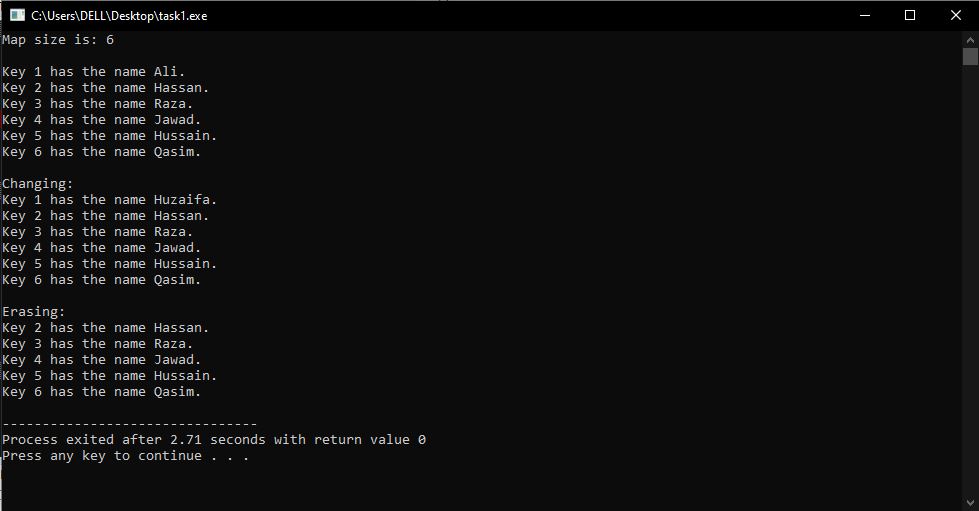 C:\Users\DELL\Desktop\task1.exe
Map size is: 6
Key 1 has the name Ali.
Key 2 has the name Hassan.
Key 3 has the name Raza.
Key 4 has the name Jawad.
Key 5 has the name Hussain.
Key 6 has the name Qasim.
Changing:
Key 1 has the name Huzaifa.
Key 2 has the name Hassan.
Key 3 has the name Raza.
Key 4 has the name Jawad.
Key 5 has the name Hussain.
Key 6 has the name Qasim.
Erasing:
Key 2 has the name Hassan.
Key 3 has the name Raza.
Key 4 has the name Jawad.
Key 5 has the name Hussain.
Key 6 has the name Qasim.
--------------------------------
Process exited after 2.71 seconds with return value 0
Press any key to continue . . .